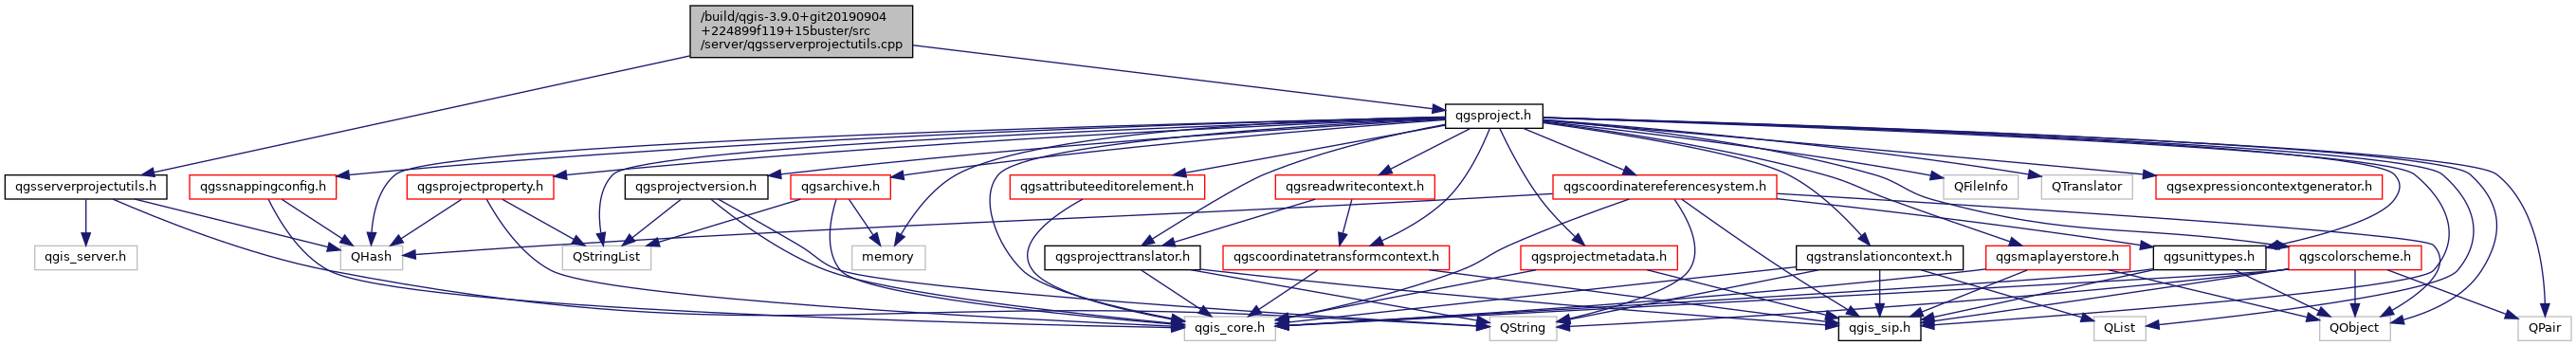 /build/qgis-3.9.0+git20190904
+224899f119+15buster/src
/server/qgsserverprojectutils.cpp
qgsproject.h
qgsserverprojectutils.h
qgssnappingconfig.h
qgsprojectproperty.h
qgsprojectversion.h
qgsarchive.h
qgsattributeeditorelement.h
qgsreadwritecontext.h
qgscoordinatereferencesystem.h
QFileInfo
QTranslator
qgsexpressioncontextgenerator.h
qgis_server.h
QHash
QStringList
memory
qgsprojecttranslator.h
qgscoordinatetransformcontext.h
qgsprojectmetadata.h
qgstranslationcontext.h
qgsmaplayerstore.h
qgsunittypes.h
qgscolorscheme.h
qgis_core.h
QString
qgis_sip.h
QList
QObject
QPair